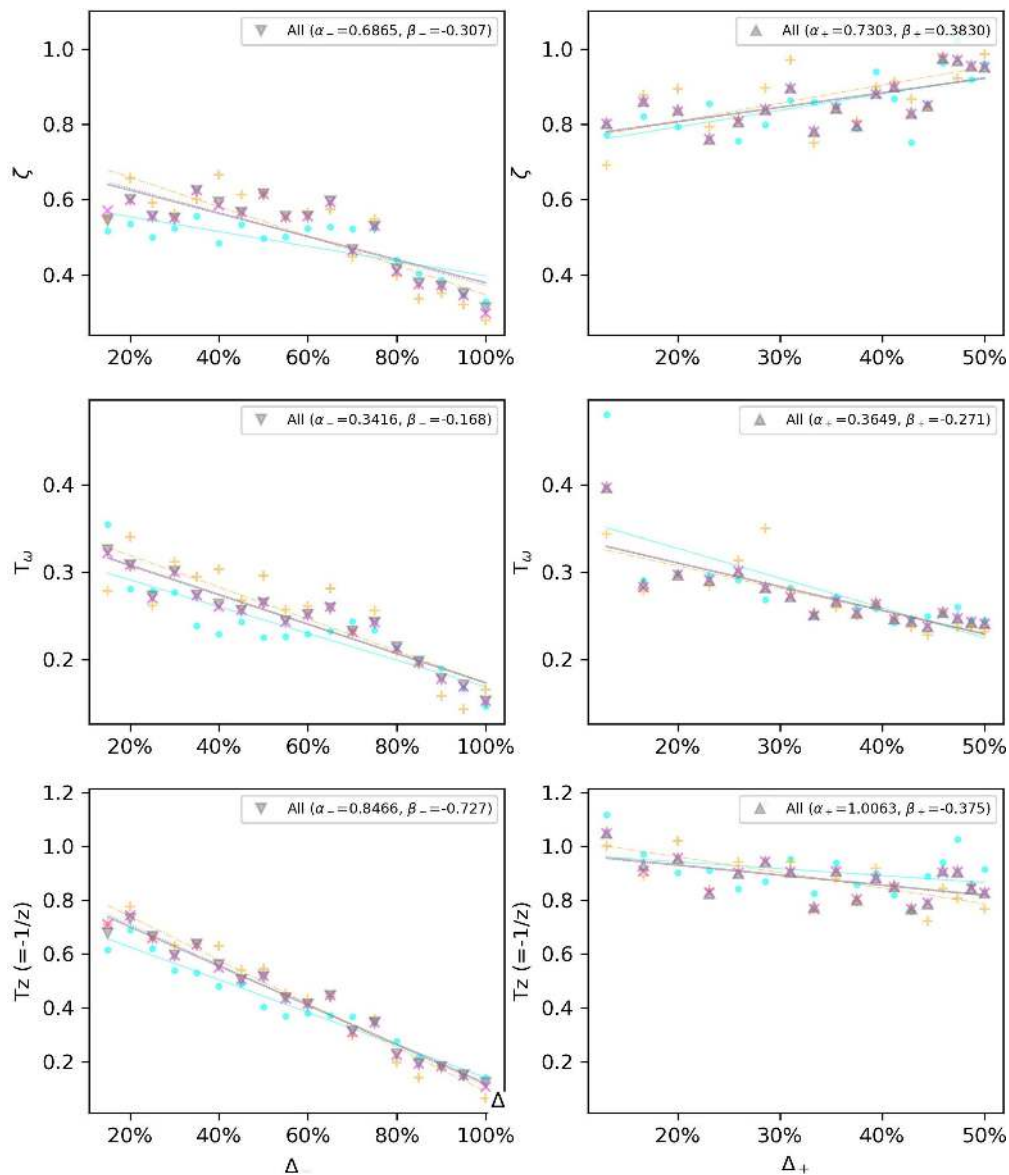 All (α₋=0.6865, β₋=-0.307)
1.0
0.8
0.6
0.4
ζ
20% 40% 60% 80% 100%
All (α₊=0.7303, β₊=0.3830)
1.0
0.8
0.6
0.4
ζ
20% 30% 40% 50%
All (α₋=0.3416, β₋=-0.168)
0.4
0.3
0.2
T_ω
20% 40% 60% 80% 100%
All (α₊=0.3649, β₊=-0.271)
0.4
0.3
0.2
T_ω
20% 30% 40% 50%
All (α₋=0.8466, β₋=-0.727)
1.2
1.0
0.8
0.6
0.4
0.2
Tz (=-1/z)
Δ
20% 40% 60% 80% 100%
Δ₋
All (α₊=1.0063, β₊=-0.375)
1.2
1.0
0.8
0.6
0.4
0.2
Tz (=-1/z)
20% 30% 40% 50%
Δ₊